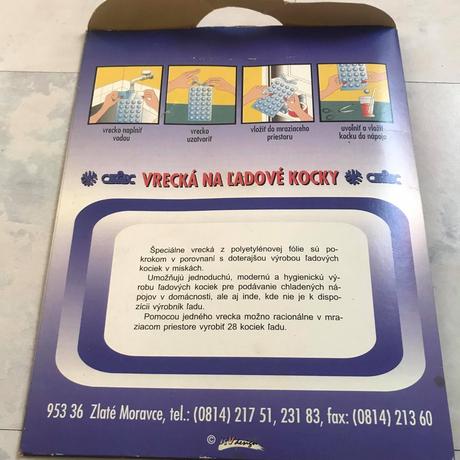 vrecko naplniť
vodou
vrecko
uzatvoriť
vložiť do mraziaceho
priestoru
uvolniť a vložiť
kocku do nápoja
VRECKÁ NA ĽADOVÉ KOCKY
Špeciálne vrecká z polyetylénovej fólie sú po-
krokom v porovnaní s doterajšou výrobou ľadových
kociek v miskách.
Umožňujú jednoduchú, modernú a hygienickú vý-
robu ľadových kociek pre podávanie chladených ná-
pojov v domácnosti, ale aj inde, kde nie je k dispo-
zícii výrobník ľadu.
Pomocou jedného vrecka možno racionálne v mra-
ziacom priestore vyrobiť 28 kociek ľadu.
953 36 Zlaté Moravce, tel.: (0814) 217 51, 231 83, fax: (0814) 213 60
©
design